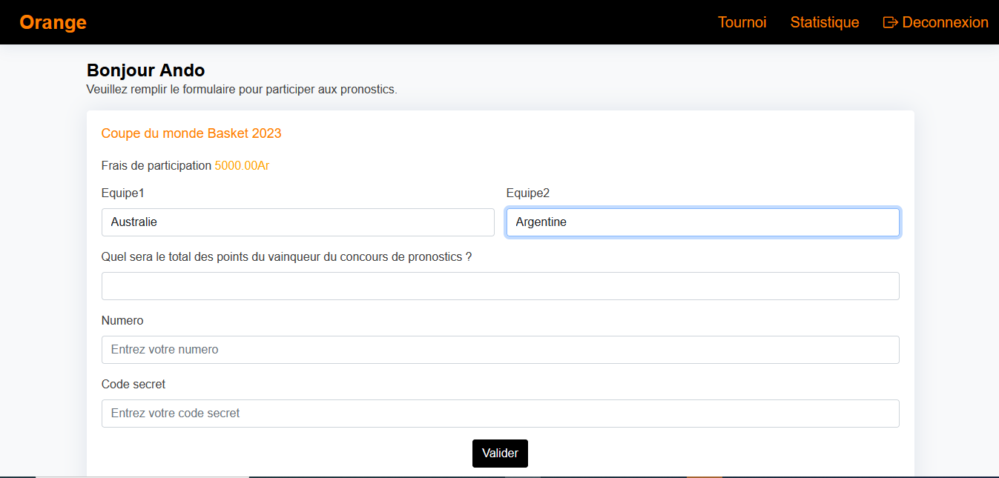 Orange
Tournoi
Statistique
Deconnexion
Bonjour Ando
Veuillez remplir le formulaire pour participer aux pronostics.
Coupe du monde Basket 2023
Frais de participation 5000.00Ar
Equipe1
Equipe2
Australie
Argentine
Quel sera le total des points du vainqueur du concours de pronostics ?
Numero
Entrez votre numero
Code secret
Entrez votre code secret
Valider